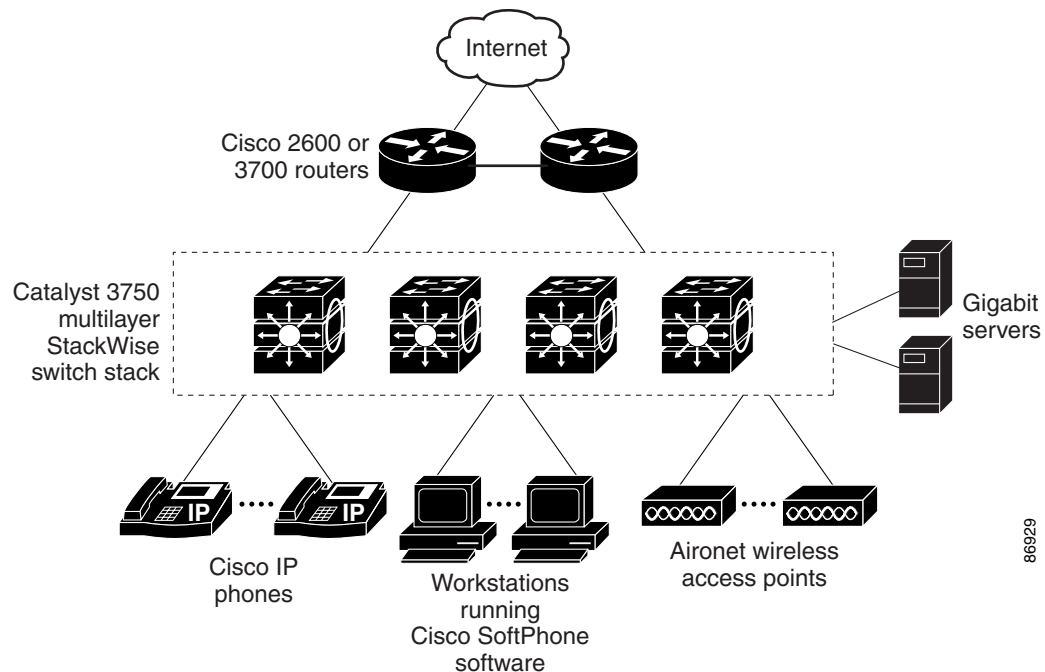 Internet
Cisco 2600 or
3700 routers
Catalyst 3750
multilayer
StackWise
switch stack
Gigabit
servers
IP
IP
Cisco IP
phones
Workstations
running
Cisco SoftPhone
software
Aironet wireless
access points
86929